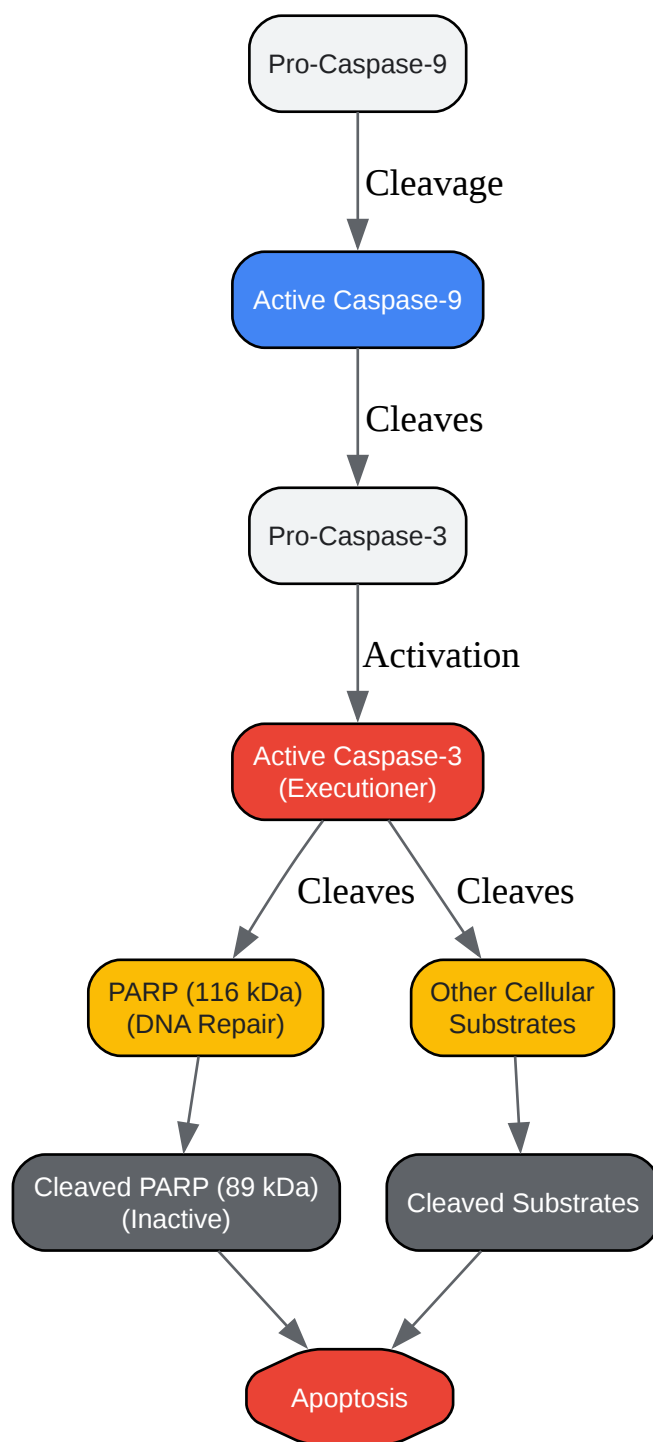 Pro-Caspase-9
Cleavage
Active Caspase-9
Cleaves
Pro-Caspase-3
Activation
Active Caspase-3
(Executioner)
Cleaves
Cleaves
PARP (116 kDa)
(DNA Repair)
Other Cellular
Substrates
Cleaved PARP (89 kDa)
(Inactive)
Cleaved Substrates
Apoptosis